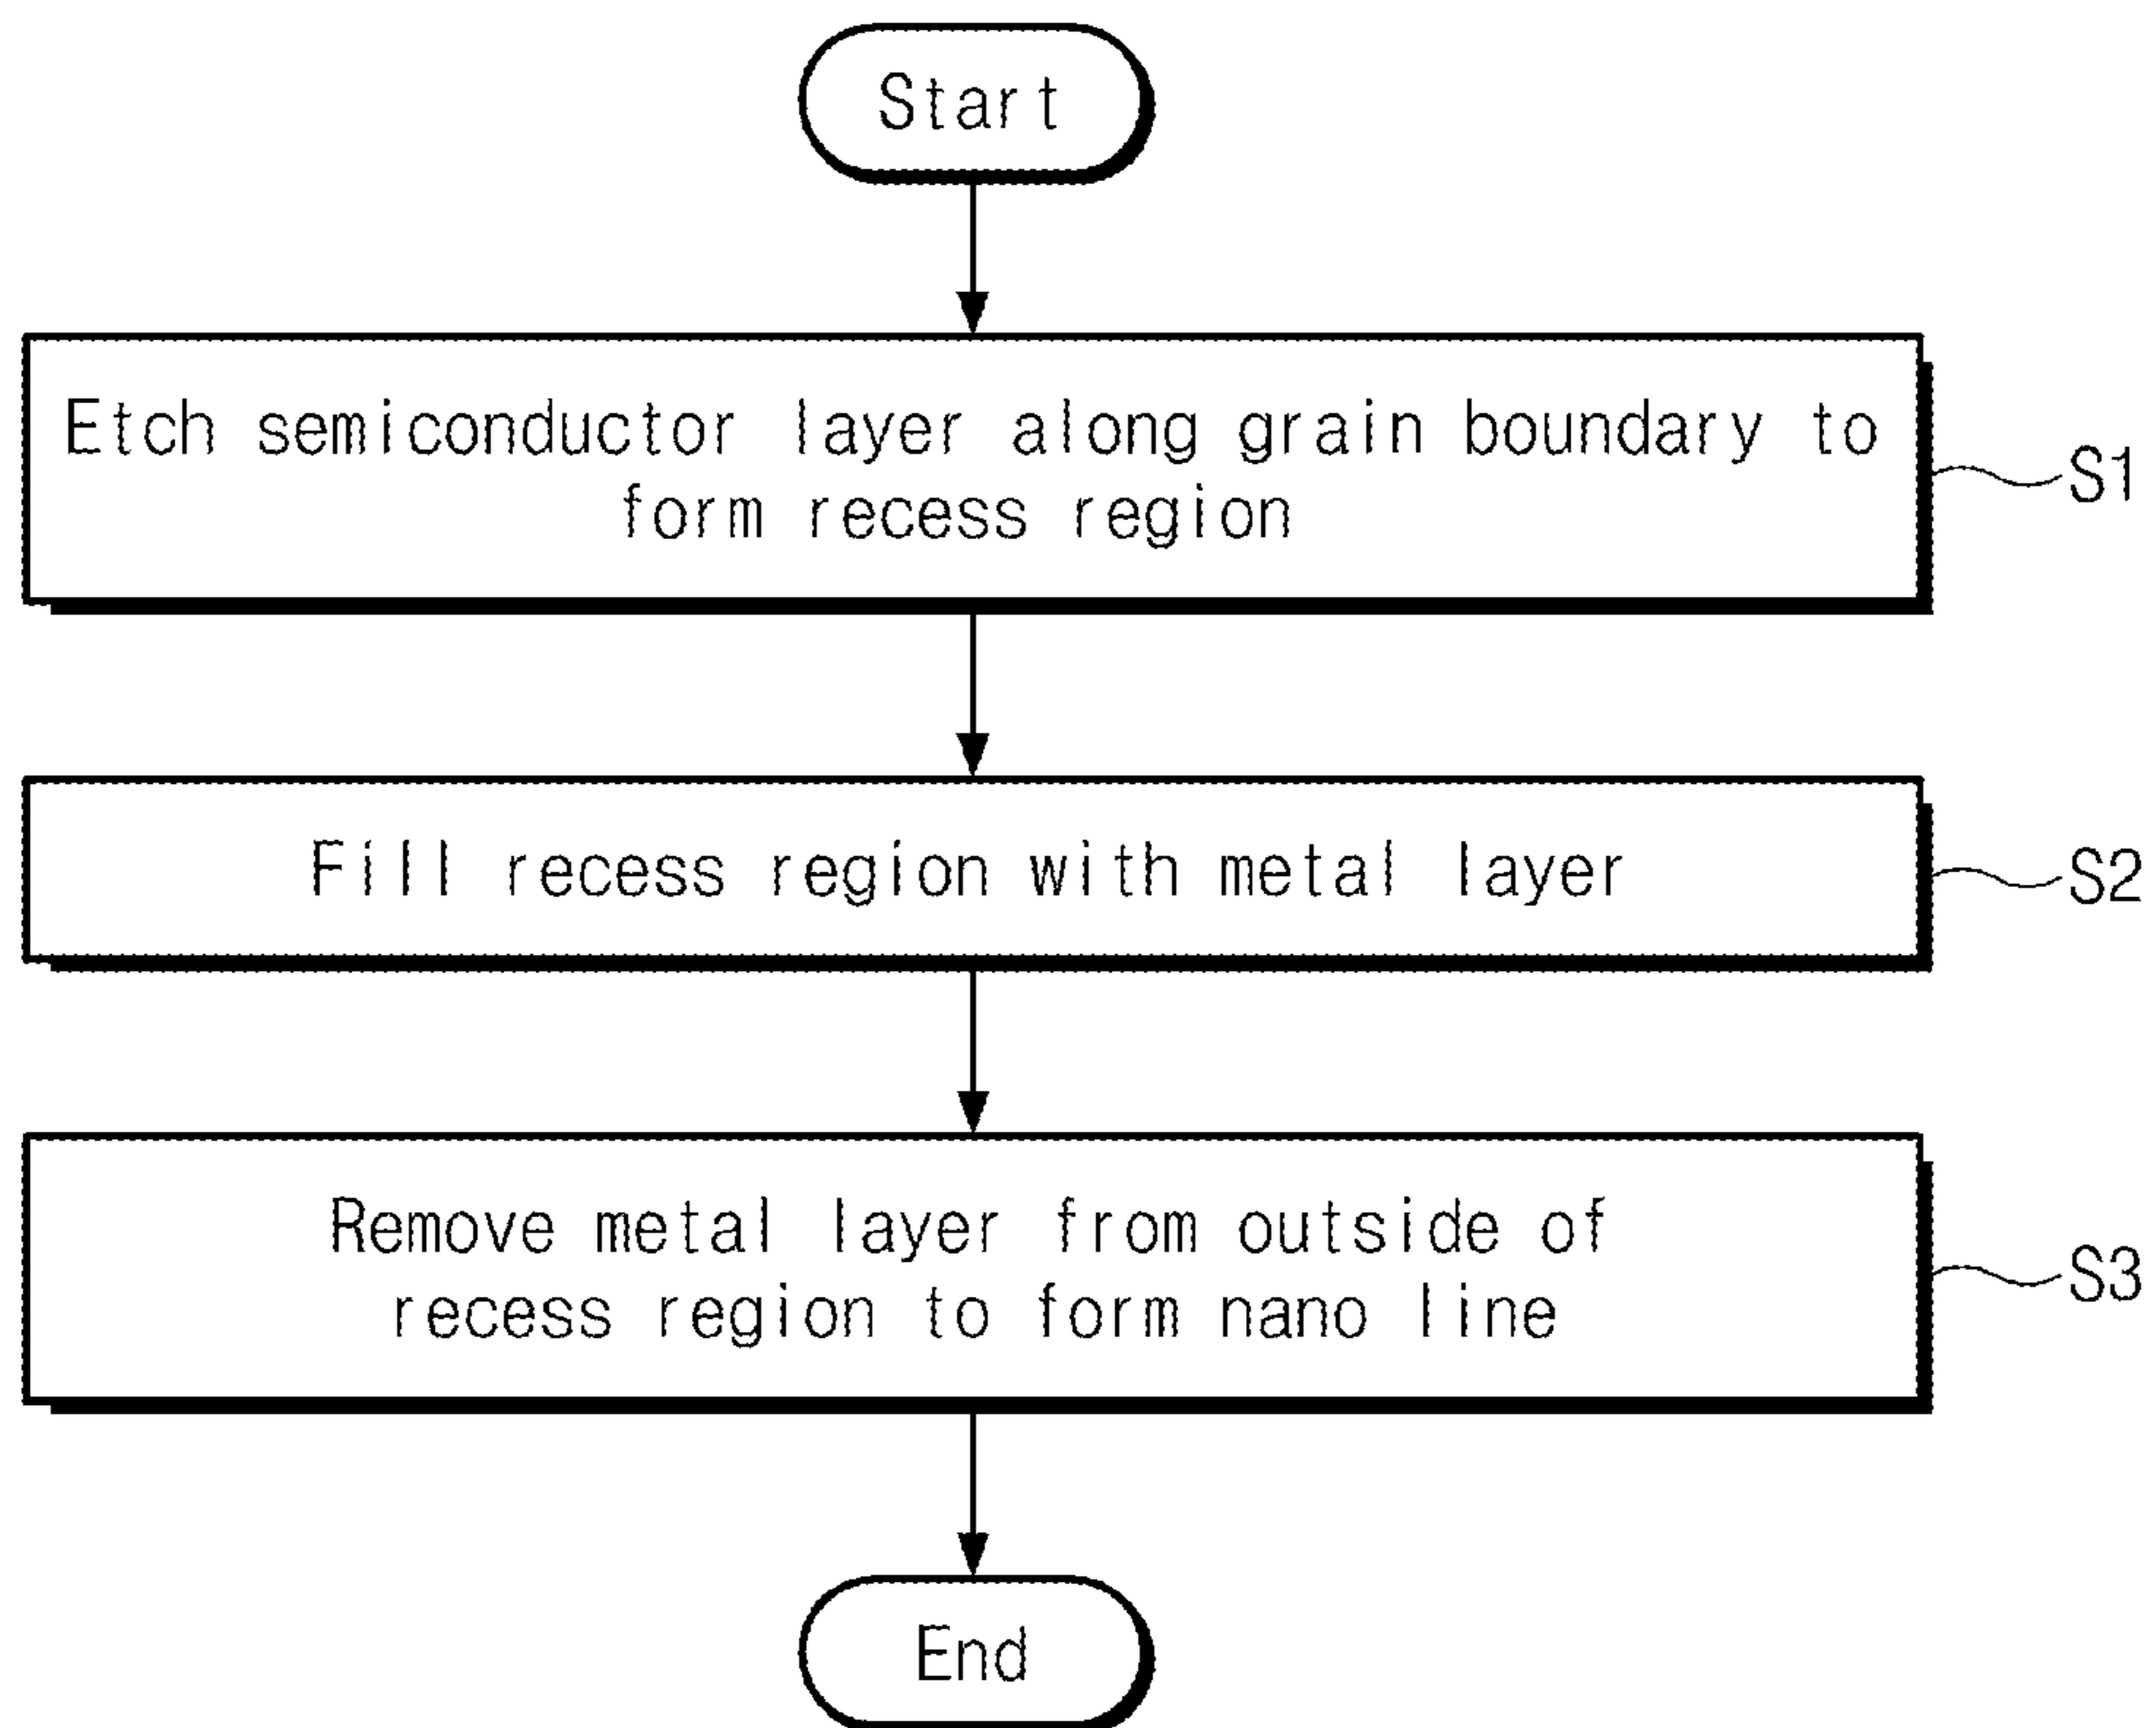 Start
Etch semiconductor layer along grain boundary to
form recess region
S1
Fill recess region with metal layer
S2
Remove metal layer from outside of
recess region to form nano line
S3
End